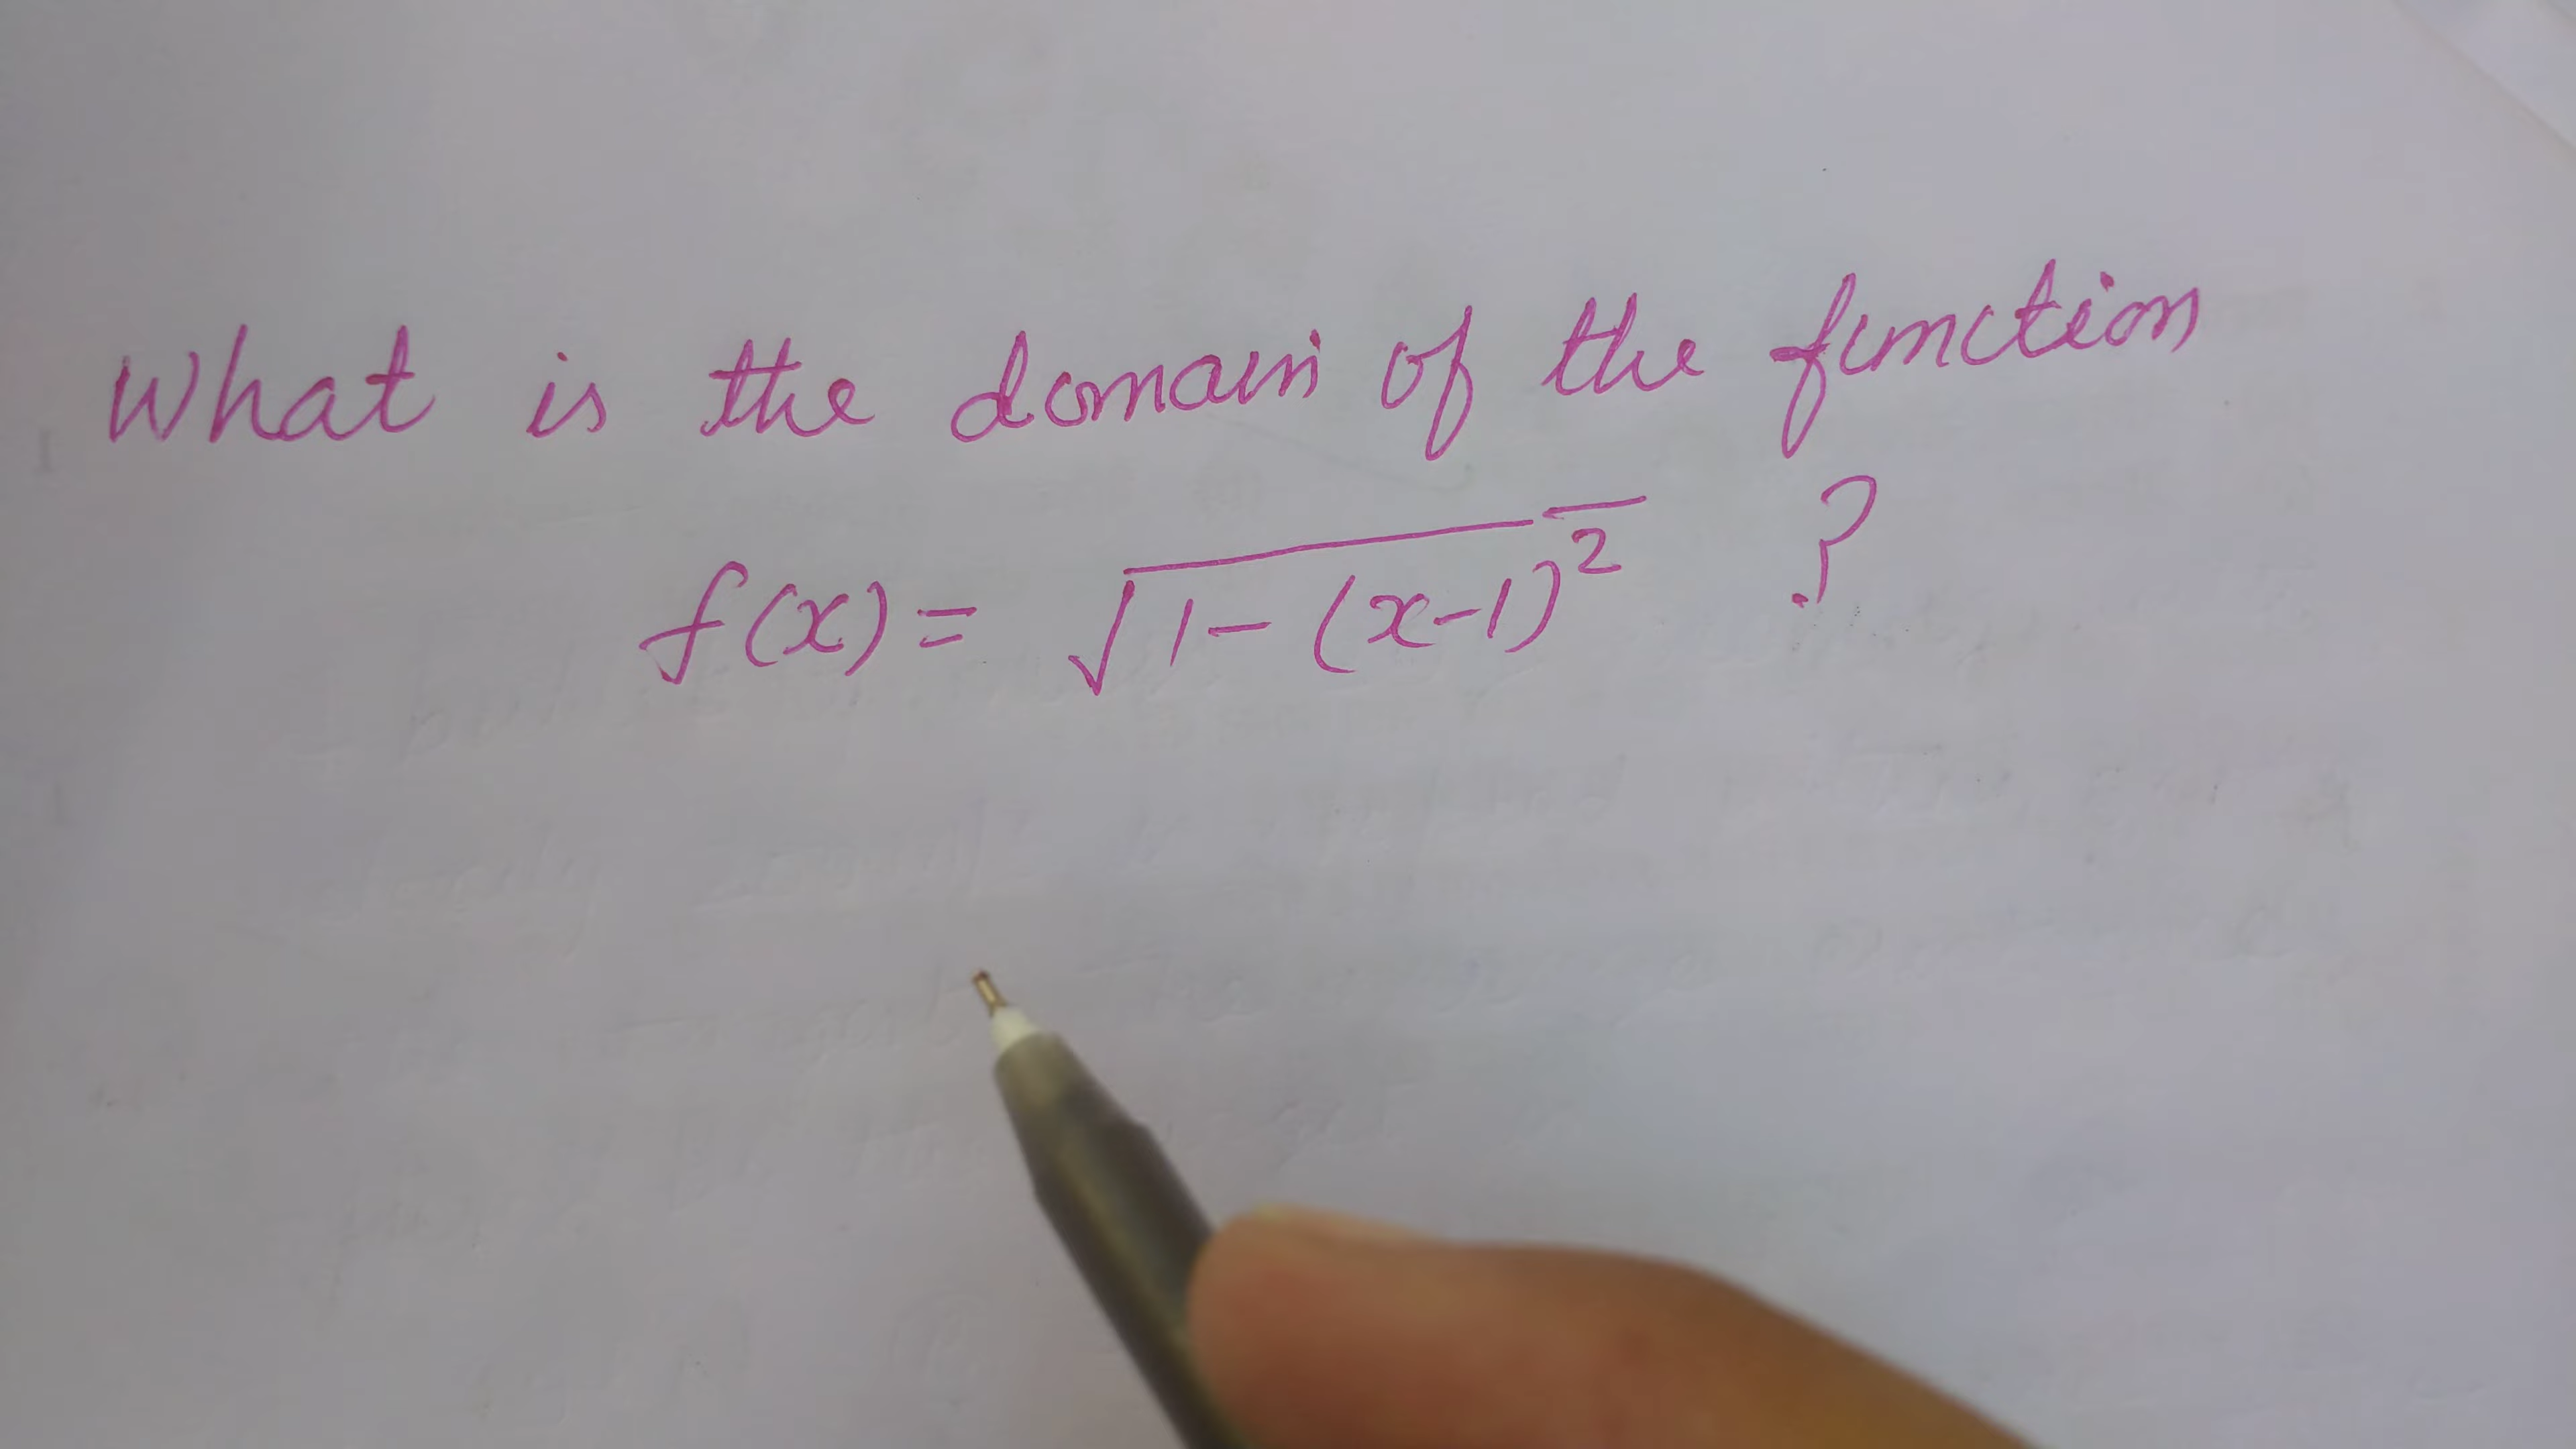 What is the domain of the function
f(x) = √1-(x-1)² ?